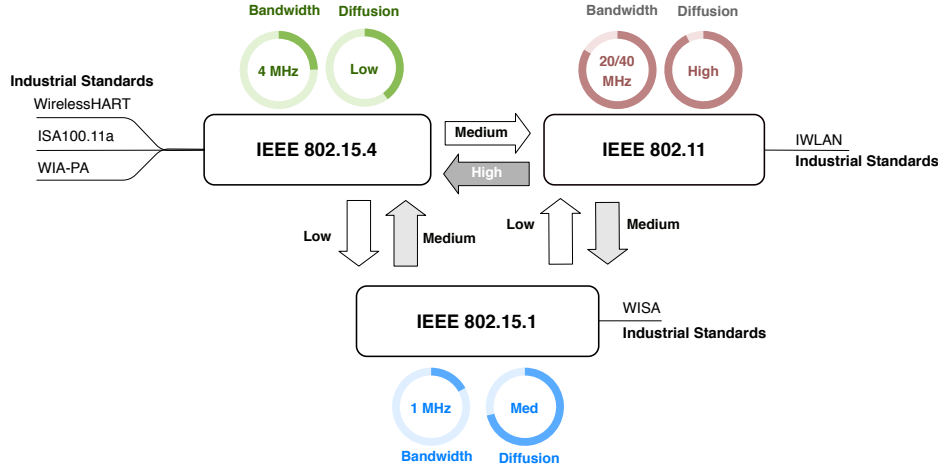 Bandwidth
Diffusion
4 MHz
Low
Industrial Standards
WirelessHART
ISA100.11a
WIA-PA
IEEE 802.15.4
Medium
High
Bandwidth
Diffusion
20/40
MHz
High
IEEE 802.11
IWLAN
Industrial Standards
Low
Medium
Low
Medium
IEEE 802.15.1
WISA
Industrial Standards
1 MHz
Med
Bandwidth
Diffusion